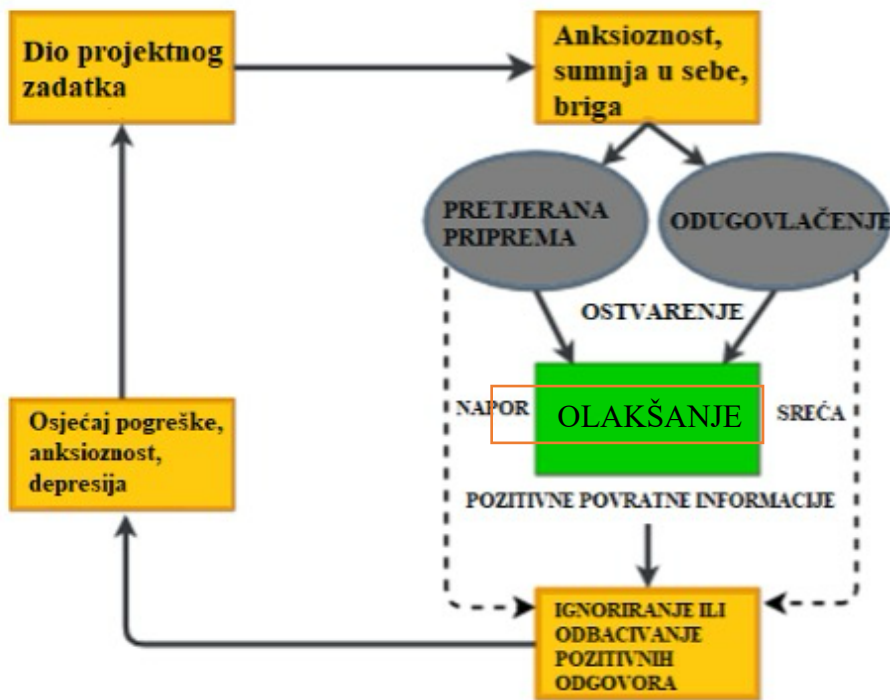 Dio projektnog
zadatka
Anksioznost,
sumnja u sebe,
briga
PRETJERANA
PRIPREMA
ODUGOVLAČENJE
OSTVARENJE
NAPOR
OLAKŠANJE
SREĆA
POZITIVNE POVRATNE INFORMACIJE
IGNORIRANJE ILI
ODBACIVANJE
POZITIVNIH
ODGOVORA
Osjećaj pogreške,
anksioznost,
depresija